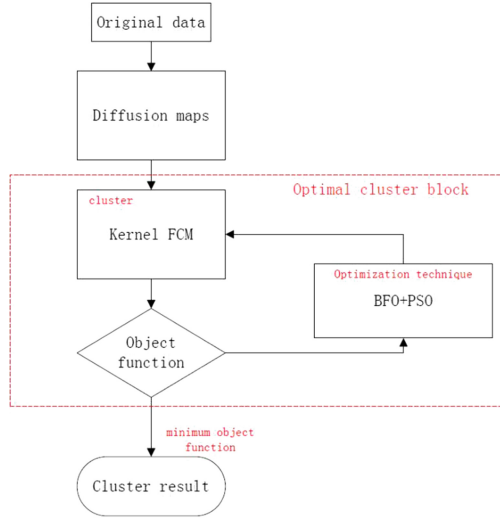 Original data
Diffusion maps
Optimal cluster block
cluster
Kernel FCM
Optimization technique
BFO+PSO
Object
function
minimum object
function
Cluster result